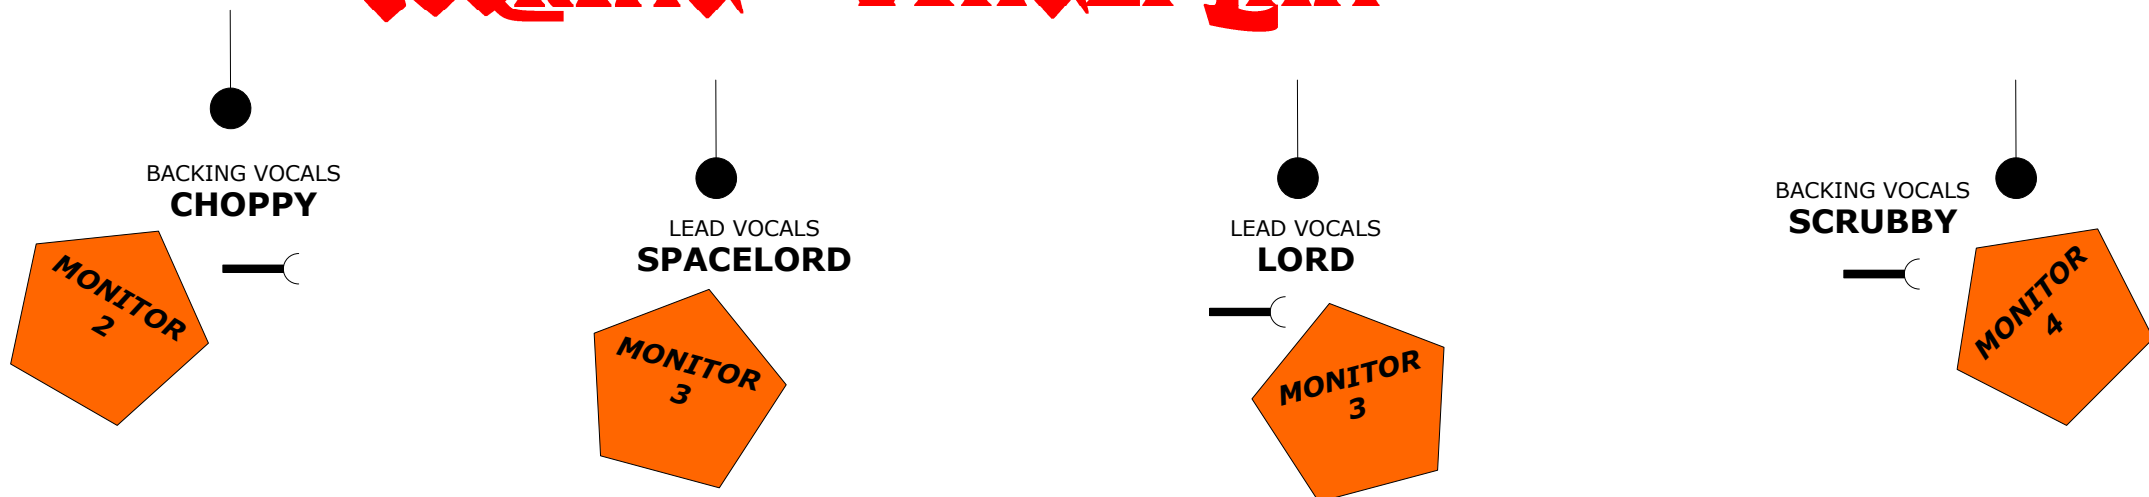 BACKING VOCALS
CHOPPY
MONITOR
2
LEAD VOCALS
SPACELORD
MONITOR
3
LEAD VOCALS
LORD
MONITOR
3
BACKING VOCALS
SCRUBBY
MONITOR
4